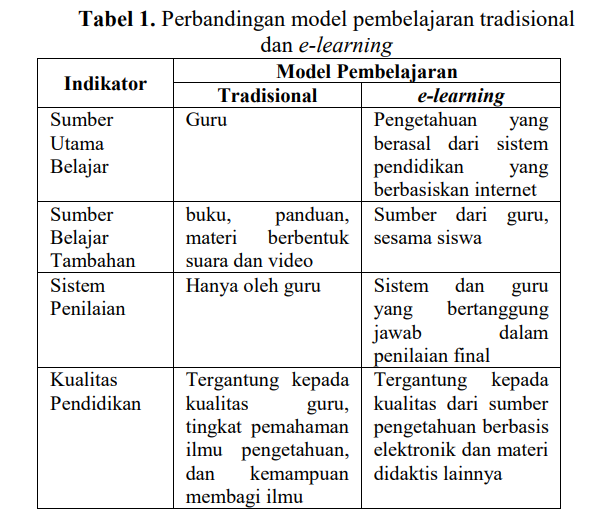 Tabel 1. Perbandingan model pembelajaran tradisional
dan e-learning
Indikator
Model Pembelajaran
Tradisional
e-learning
Sumber
Utama
Belajar
Guru
Pengetahuan yang
berasal dari sistem
pendidikan yang
berbasiskan internet
Sumber
Belajar
Tambahan
buku, panduan,
materi berbentuk
suara dan video
Sumber dari guru,
sesama siswa
Sistem
Penilaian
Hanya oleh guru
Sistem dan guru
yang bertanggung
jawab dalam
penilaian final
Kualitas
Pendidikan
Tergantung kepada
kualitas guru,
tingkat pemahaman
ilmu pengetahuan,
dan kemampuan
membagi ilmu
Tergantung kepada
kualitas dari sumber
pengetahuan berbasis
elektronik dan materi
didaktis lainnya